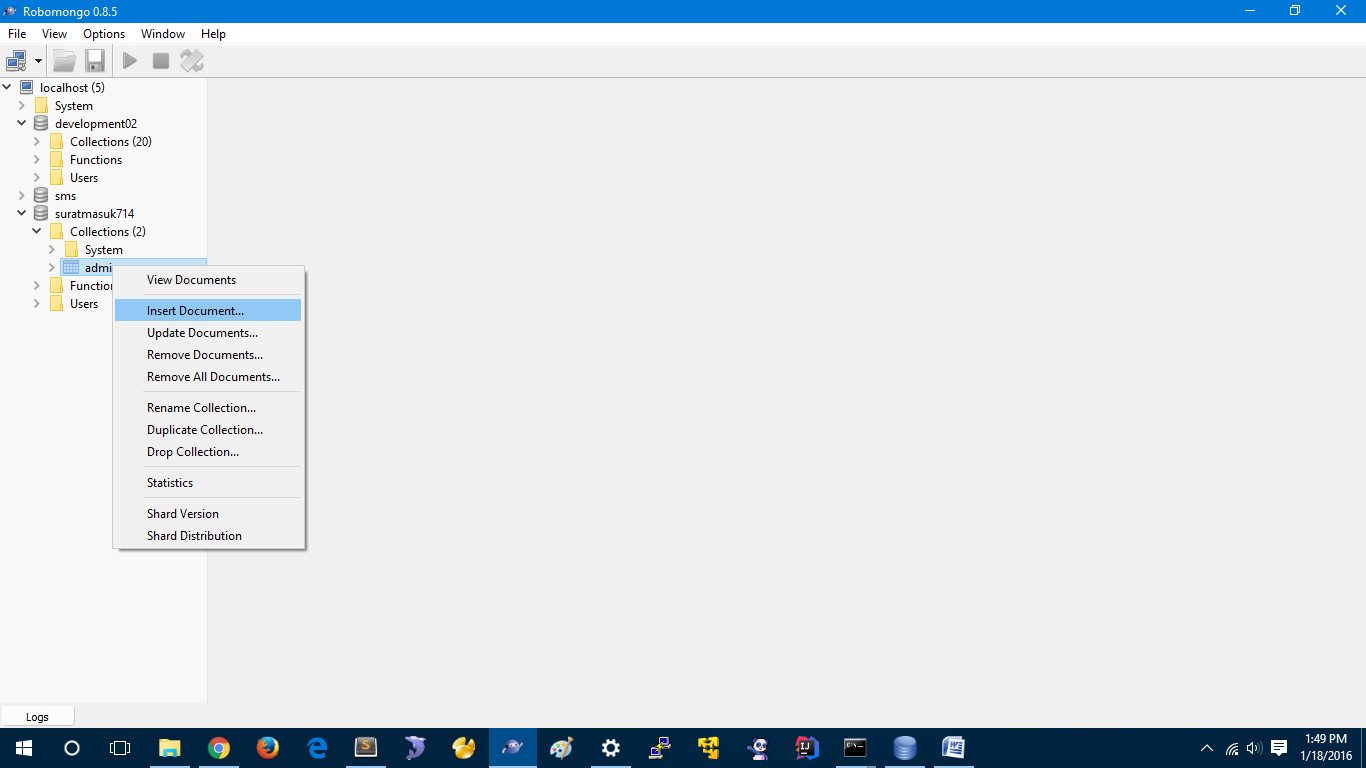 Robomongo 0.8.5
File View Options Window Help
localhost (5)
System
development02
Collections (20)
Functions
Users
sms
suratmasuk714
Collections (2)
System
admi
Function
Users
View Documents
Insert Document...
Update Documents...
Remove Documents...
Remove All Documents...
Rename Collection...
Duplicate Collection...
Drop Collection...
Statistics
Shard Version
Shard Distribution
Logs
1:49 PM
1/18/2016